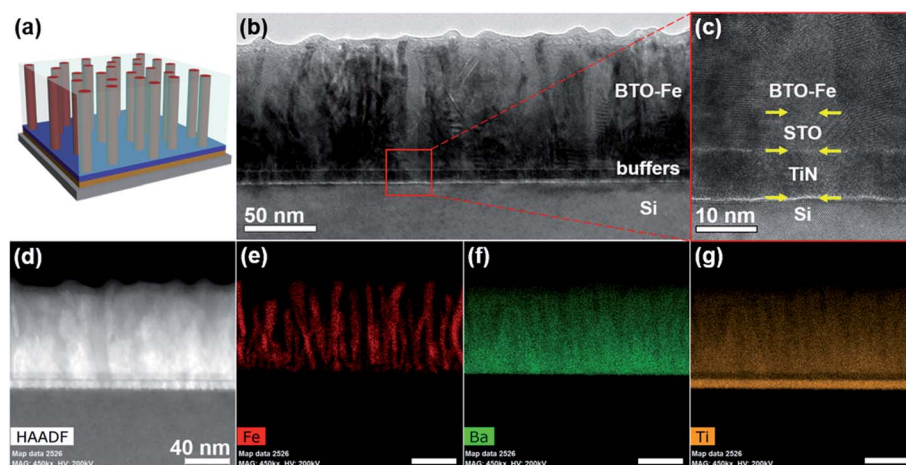 (a)
(b)
BTO-Fe
buffers
Si
50 nm
(c)
BTO-Fe
STO
TiN
Si
10 nm
(d)
HAADF
40 nm
Map data 2526
MAG: 450kx HV: 200kV
(e)
Fe
Map data 2526
MAG: 450kx, HV: 200kV
(f)
Ba
Map data 2526
MAG: 450kx, HV: 200kV
(g)
Ti
Map data 2526
MAG: 450kx, HV: 200kV